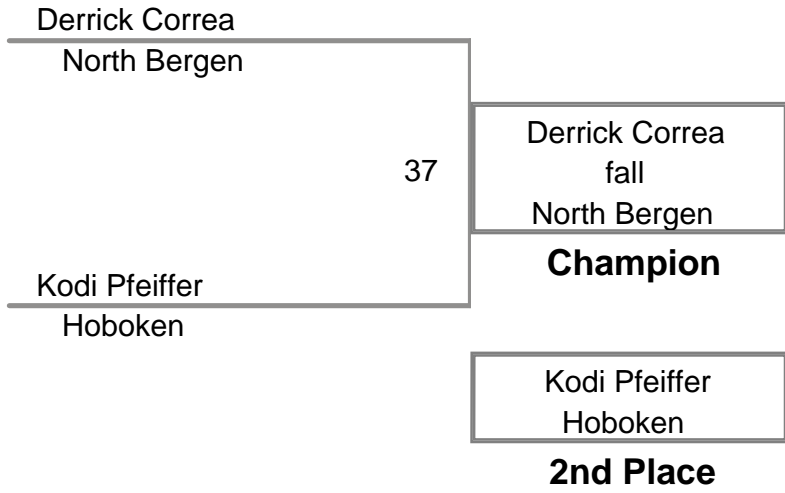 Derrick Correa
North Bergen
37
Derrick Correa
fall
North Bergen
Champion
Kodi Pfeiffer
Hoboken
Kodi Pfeiffer
Hoboken
2nd Place